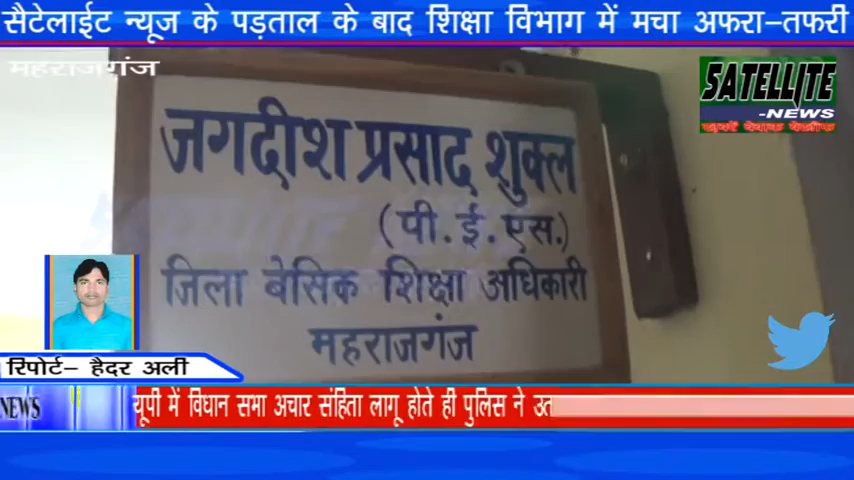 सैटेलाईट न्यूज के पड़ताल के बाद शिक्षा विभाग में मचा अफरा-तफरी
महराजगंज
SATELLITE
-NEWS
जगदीश प्रसाद शुक्ल
(पी.ई.एस.)
जिला बेसिक शिक्षा अधिकारी
महराजगंज
रिपोर्ट- हैदर अली
NEWS
यूपी में विधान सभा अचार संहिता लागू होते ही पुलिस ने उत